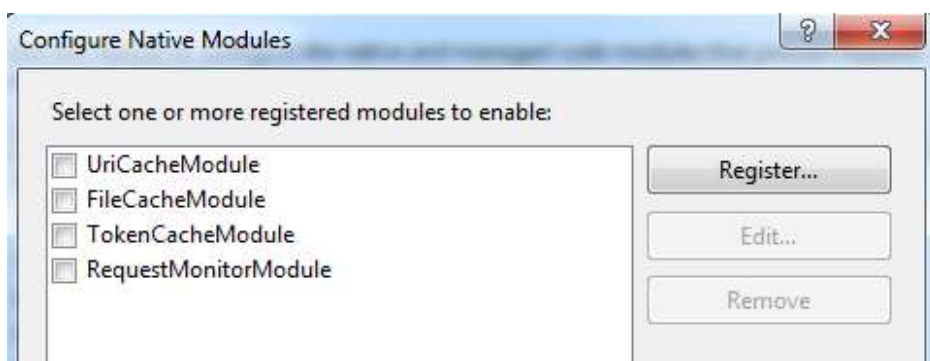 Configure Native Modules
?
Select one or more registered modules to enable:
UriCacheModule
FileCacheModule
TokenCacheModule
RequestMonitorModule
Register...
Edit...
Remove